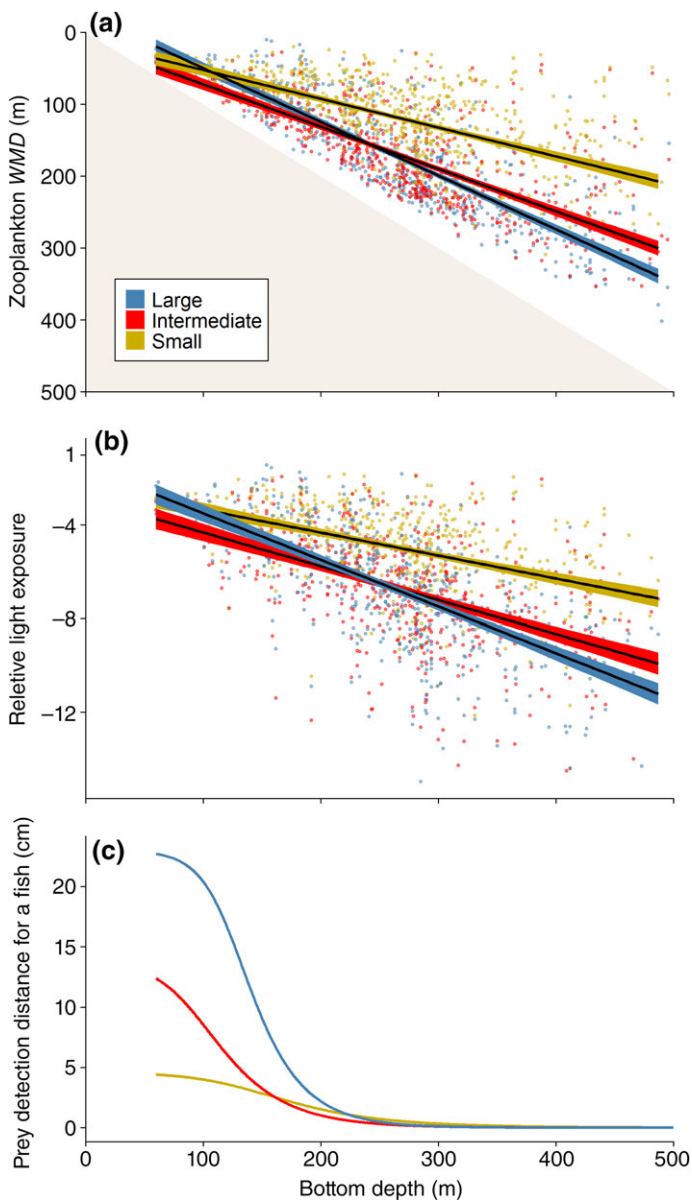 (a)
0
100
200
300
400
500
Zooplankton WMD (m)
Large
Intermediate
Small
(b)
1
−4
−8
−12
Reletive light exposure
(c)
20
15
10
5
0
Prey detection distance for a fish (cm)
0 100 200 300 400 500
Bottom depth (m)